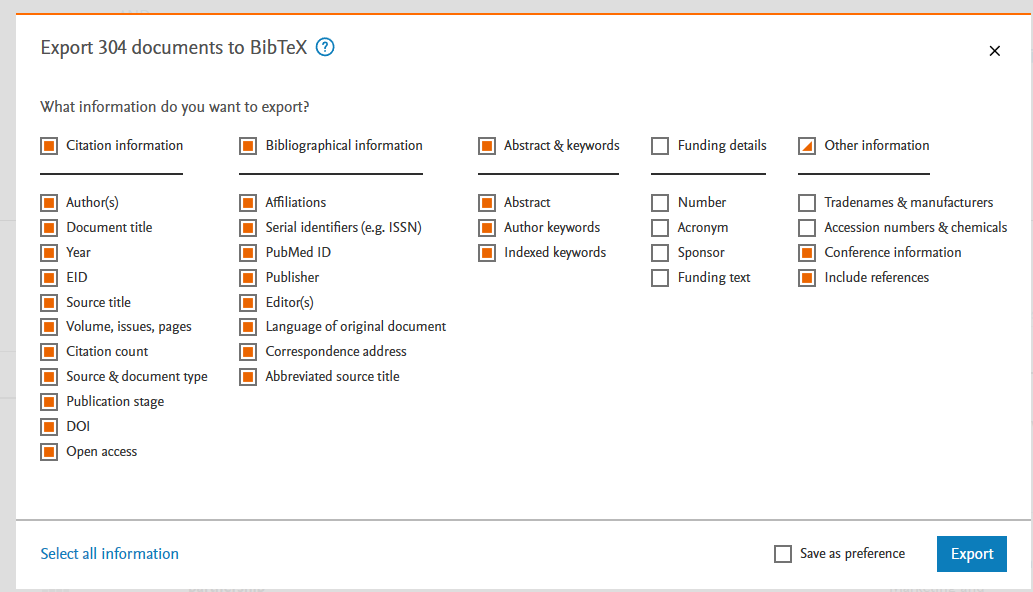 Export 304 documents to BibTeX ?
What information do you want to export?
Citation information
Author(s)
Document title
Year
EID
Source title
Volume, issues, pages
Citation count
Source & document type
Publication stage
DOI
Open access
Bibliographical information
Affiliations
Serial identifiers (e.g. ISSN)
PubMed ID
Publisher
Editor(s)
Language of original document
Correspondence address
Abbreviated source title
Abstract & keywords
Abstract
Author keywords
Indexed keywords
Funding details
Number
Acronym
Sponsor
Funding text
Other information
Tradenames & manufacturers
Accession numbers & chemicals
Conference information
Include references
Select all information
Save as preference
Export